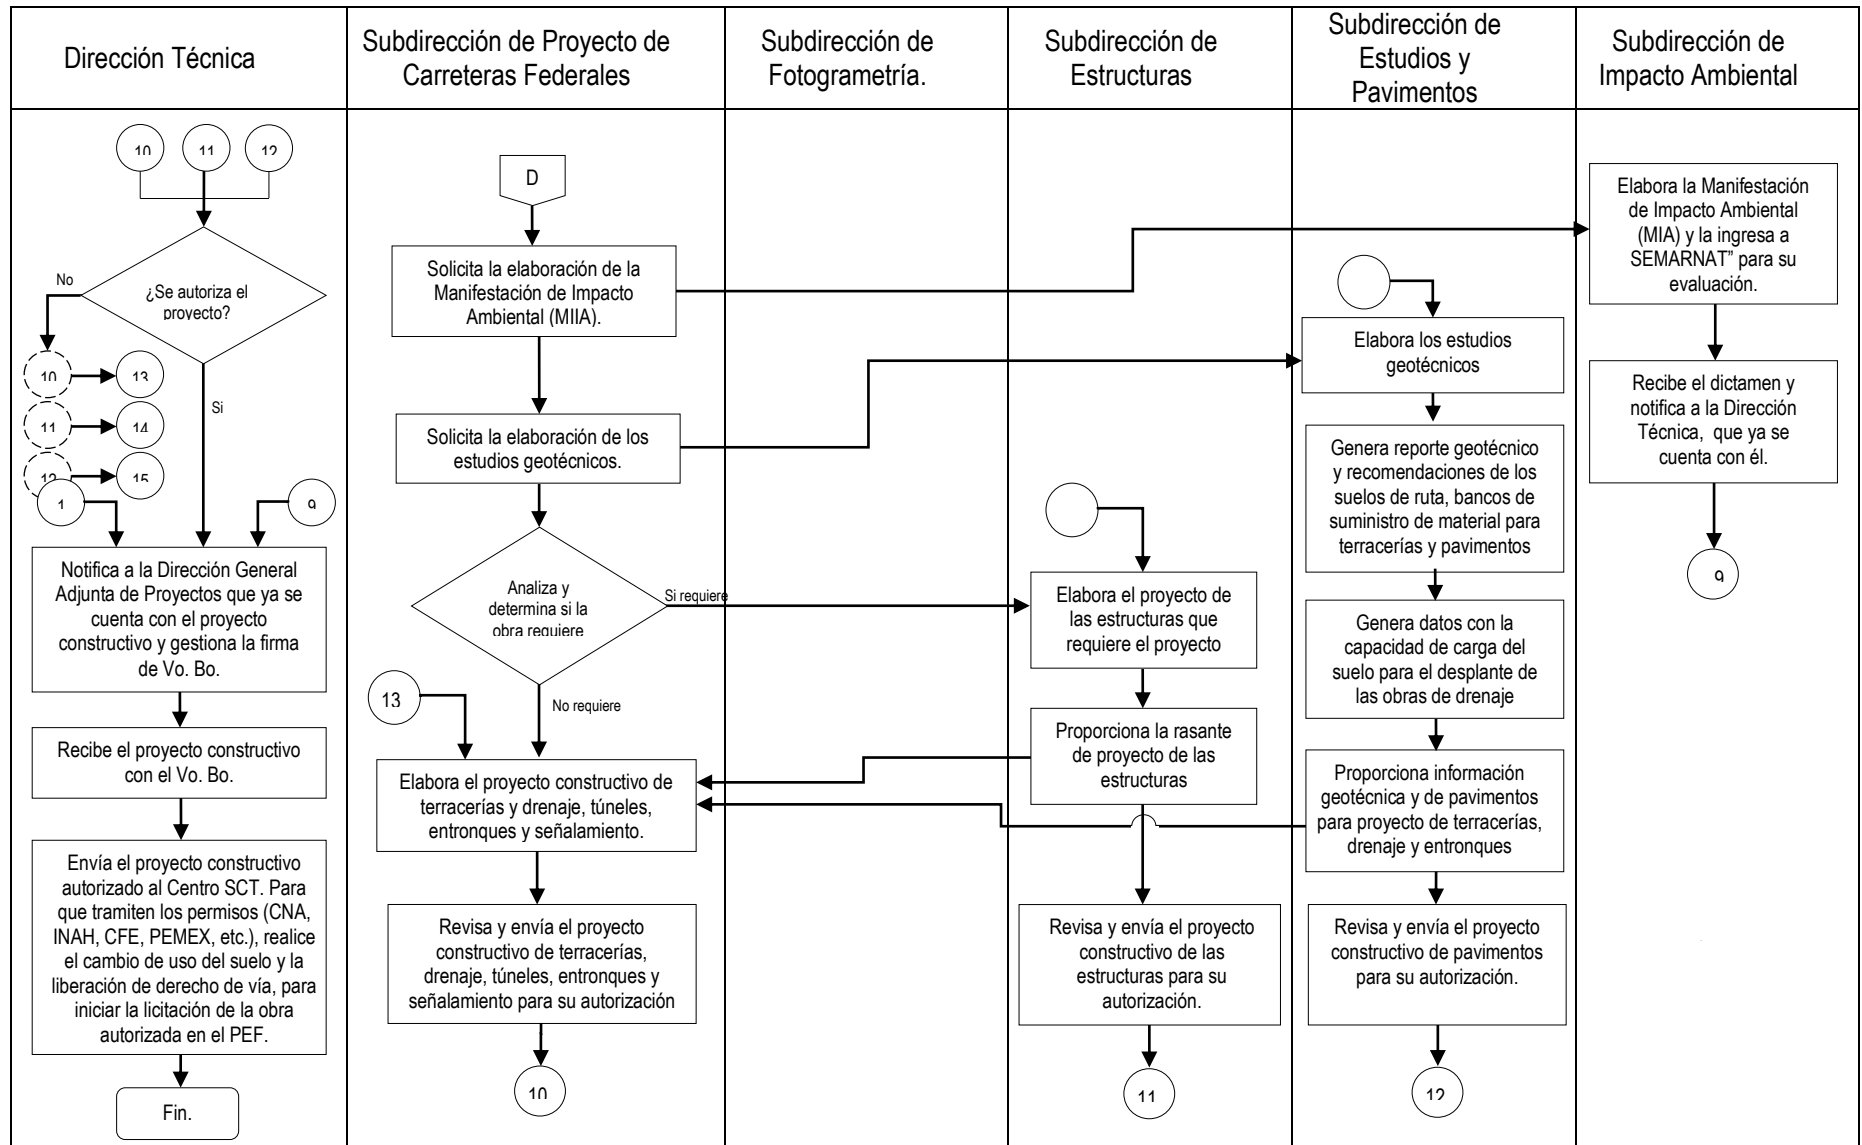 Dirección Técnica
Subdirección de Proyecto de
Carreteras Federales
Subdirección de
Fotogrametría.
Subdirección de
Estructuras
Subdirección de
Estudios y
Pavimentos
Subdirección de
Impacto Ambiental
10
11
12
¿Se autoriza el
proyecto?
No
Si
10
13
11
14
12
15
1
9
Notifica a la Dirección General
Adjunta de Proyectos que ya se
cuenta con el proyecto
constructivo y gestiona la firma
de Vo. Bo.
Recibe el proyecto constructivo
con el Vo. Bo.
Envía el proyecto constructivo
autorizado al Centro SCT. Para
que tramiten los permisos (CNA,
INAH, CFE, PEMEX, etc.), realice
el cambio de uso del suelo y la
liberación de derecho de vía, para
iniciar la licitación de la obra
autorizada en el PEF.
Fin.
D
Solicita la elaboración de la
Manifestación de Impacto
Ambiental (MIIA).
Solicita la elaboración de los
estudios geotécnicos.
Analiza y
determina si la
obra requiere
Si requiere
No requiere
13
Elabora el proyecto constructivo de
terracerías y drenaje, túneles,
entronques y señalamiento.
Revisa y envía el proyecto
constructivo de terracerías,
drenaje, túneles, entronques y
señalamiento para su autorización
10
Elabora el proyecto de
las estructuras que
requiere el proyecto
Proporciona la rasante
de proyecto de las
estructuras
Revisa y envía el proyecto
constructivo de las
estructuras para su
autorización.
11
Elabora los estudios
geotécnicos
Genera reporte geotécnico
y recomendaciones de los
suelos de ruta, bancos de
suministro de material para
terracerías y pavimentos
Genera datos con la
capacidad de carga del
suelo para el desplante de
las obras de drenaje
Proporciona información
geotécnica y de pavimentos
para proyecto de terracerías,
drenaje y entronques
Revisa y envía el proyecto
constructivo de pavimentos
para su autorización.
12
Elabora la Manifestación
de Impacto Ambiental
(MIA) y la ingresa a
SEMARNAT” para su
evaluación.
Recibe el dictamen y
notifica a la Dirección
Técnica, que ya se
cuenta con él.
9